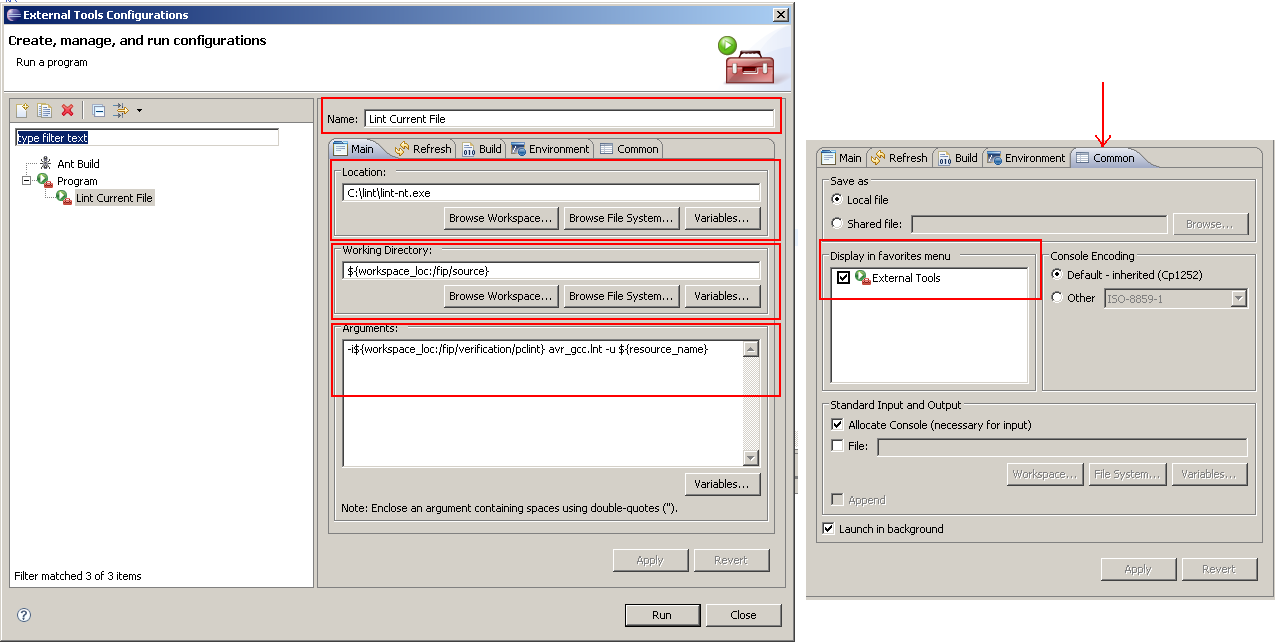 External Tools Configurations
Create, manage, and run configurations
Run a program
type filter text
Ant Build
Program
Lint Current File
Filter matched 3 of 3 items
Name: Lint Current File
Main Refresh Build Environment Common
Location:
C:\lint\lint-nt.exe
Browse Workspace... Browse File System... Variables...
Working Directory:
${workspace_loc:/fip/source}
Browse Workspace... Browse File System... Variables...
Arguments:
-i${workspace_loc:/fip/verification/pclint} avr_gcc.lnt -u ${resource_name}
Variables...
Note: Enclose an argument containing spaces using double-quotes (").
Apply Revert
Run Close
Main Refresh Build Environment Common
Save as
Local file
Shared file: Browse...
Display in favorites menu
External Tools
Console Encoding
Default - inherited (Cp1252)
Other ISO-8859-1
Standard Input and Output
Allocate Console (necessary for input)
File:
Workspace... File System... Variables...
Append
Launch in background
Apply Revert